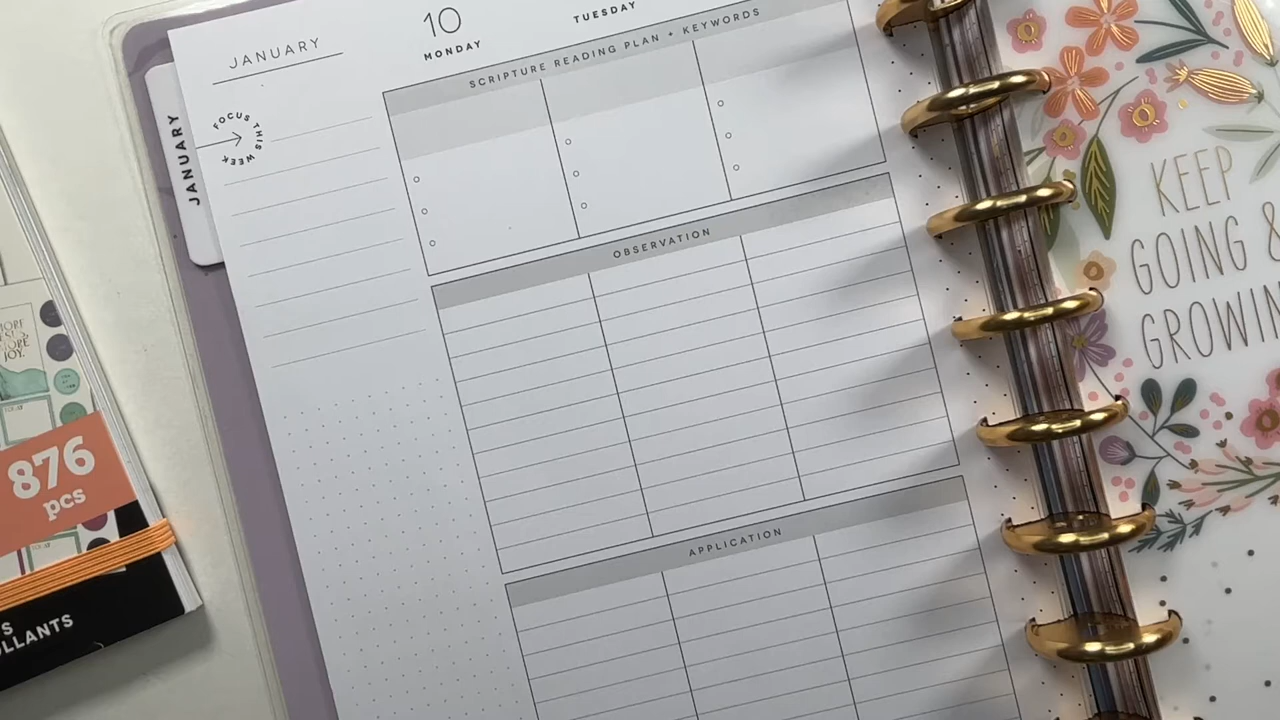 JANUARY
10
MONDAY
TUESDAY
JANUARY
FOCUS THIS WEEK
SCRIPTURE READING PLAN + KEYWORDS
OBSERVATION
APPLICATION
KEEP
GOING &
GROWIN
JOY.
876
pcs
S
ULLANTS